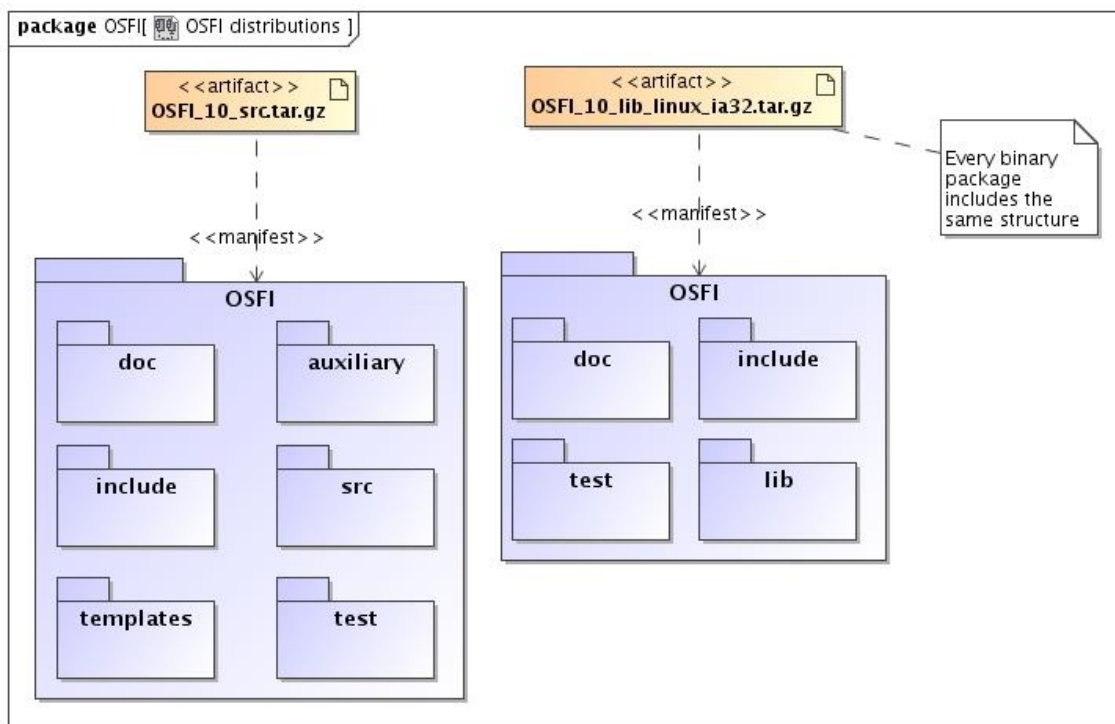 package OSFI[ OSFI distributions ]
<<artifact>>
OSFI_10_src.tar.gz
<<artifact>>
OSFI_10_lib_linux_ia32.tar.gz
Every binary
package
includes the
same structure
<<manifest>>
<<manifest>>
OSFI
doc
auxiliary
include
src
templates
test
OSFI
doc
include
test
lib